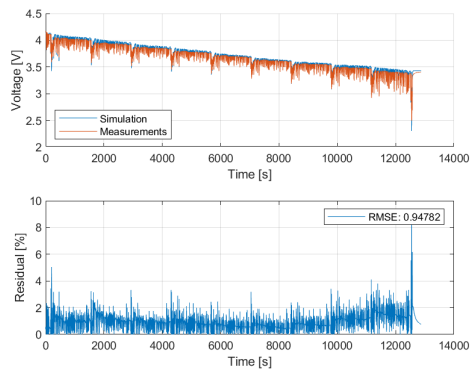 4.5
4
3.5
3
2.5
2
Voltage [V]
Simulation
Measurements
0 2000 4000 6000 8000 10000 12000 14000
Time [s]
10
8
6
4
2
0
Residual [%]
RMSE: 0.94782
0 2000 4000 6000 8000 10000 12000 14000
Time [s]